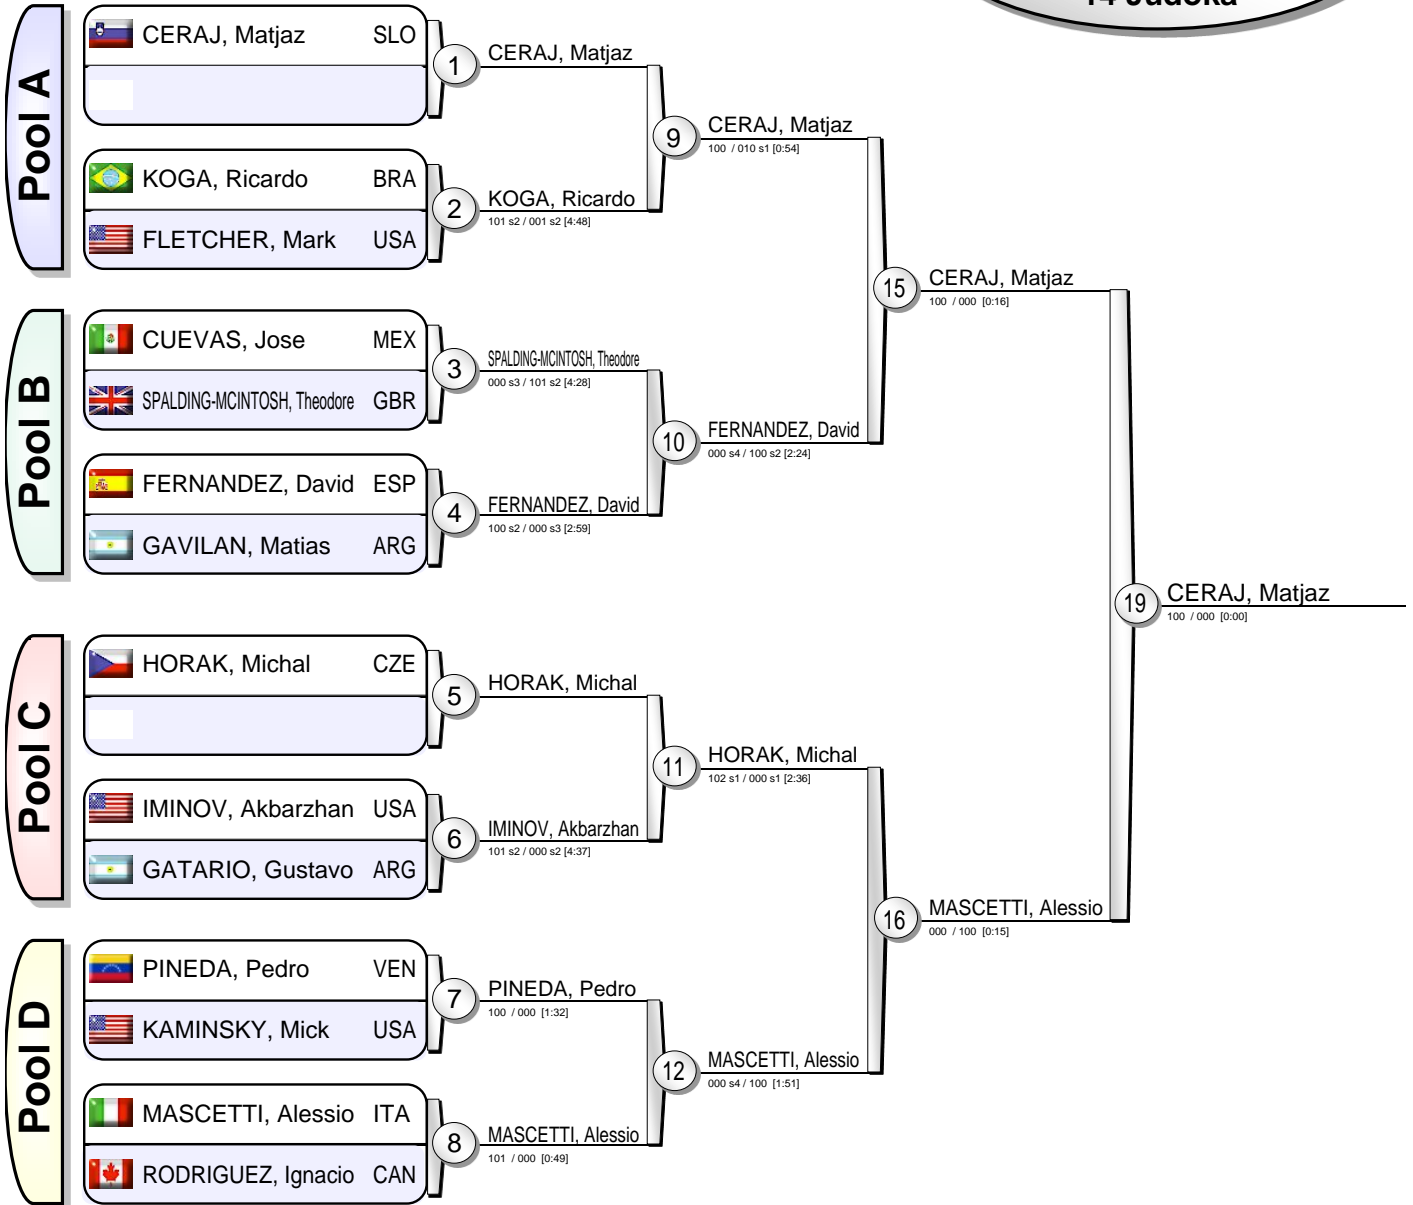 14 Judoka
Pool A
CERAJ, Matjaz SLO
KOGA, Ricardo BRA
FLETCHER, Mark USA
Pool B
CUEVAS, Jose MEX
SPALDING-MCINTOSH, Theodore GBR
FERNANDEZ, David ESP
GAVILAN, Matias ARG
Pool C
HORAK, Michal CZE
IMINOV, Akbarzhan USA
GATARIO, Gustavo ARG
Pool D
PINEDA, Pedro VEN
KAMINSKY, Mick USA
MASCETTI, Alessio ITA
RODRIGUEZ, Ignacio CAN
1
CERAJ, Matjaz
2
KOGA, Ricardo
101 s2 / 001 s2 [4:48]
3
SPALDING-MCINTOSH, Theodore
000 s3 / 101 s2 [4:28]
4
FERNANDEZ, David
100 s2 / 000 s3 [2:59]
5
HORAK, Michal
6
IMINOV, Akbarzhan
101 s2 / 000 s2 [4:37]
7
PINEDA, Pedro
100 / 000 [1:32]
8
MASCETTI, Alessio
101 / 000 [0:49]
9
CERAJ, Matjaz
100 / 010 s1 [0:54]
10
FERNANDEZ, David
000 s4 / 100 s2 [2:24]
11
HORAK, Michal
102 s1 / 000 s1 [2:36]
12
MASCETTI, Alessio
000 s4 / 100 [1:51]
15
CERAJ, Matjaz
100 / 000 [0:16]
16
MASCETTI, Alessio
000 / 100 [0:15]
19
CERAJ, Matjaz
100 / 000 [0:00]